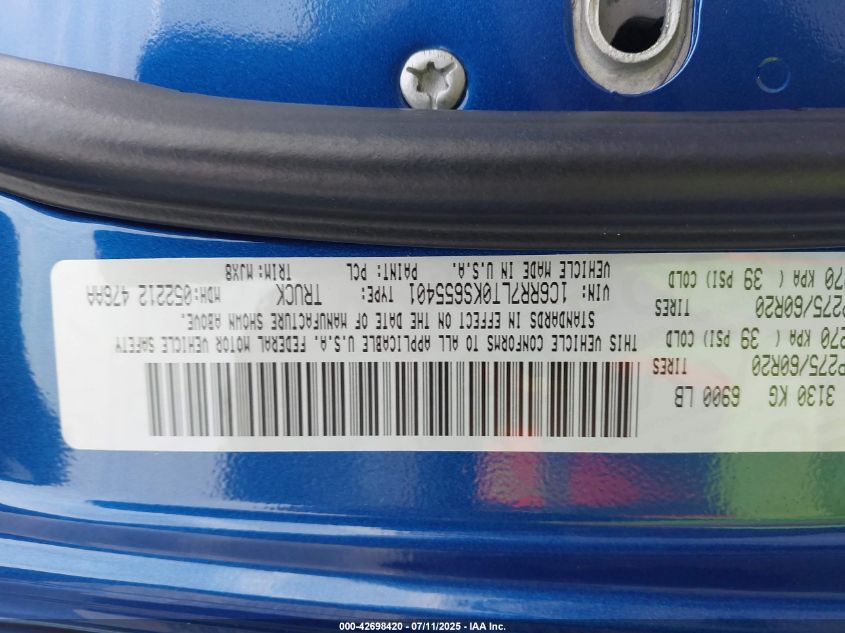 3130 KG 6900 LB
P275/60R20 TIRES
270 KPA ( 39 PSI) COLD
P275/60R20 TIRES
270 KPA ( 39 PSI) COLD
THIS VEHICLE CONFORMS TO ALL APPLICABLE U.S.A. FEDERAL MOTOR VEHICLE SAFETY
STANDARDS IN EFFECT ON THE DATE OF MANUFACTURE SHOWN ABOVE.
VIN: 1C6RR7LT0KS655401 TYPE: TRUCK MDH:052212 476AA
VEHICLE MADE IN U.S.A. PAINT: PCL TRIM:MJX8
000-42698420 / 07/11/2025 - IAA Inc.